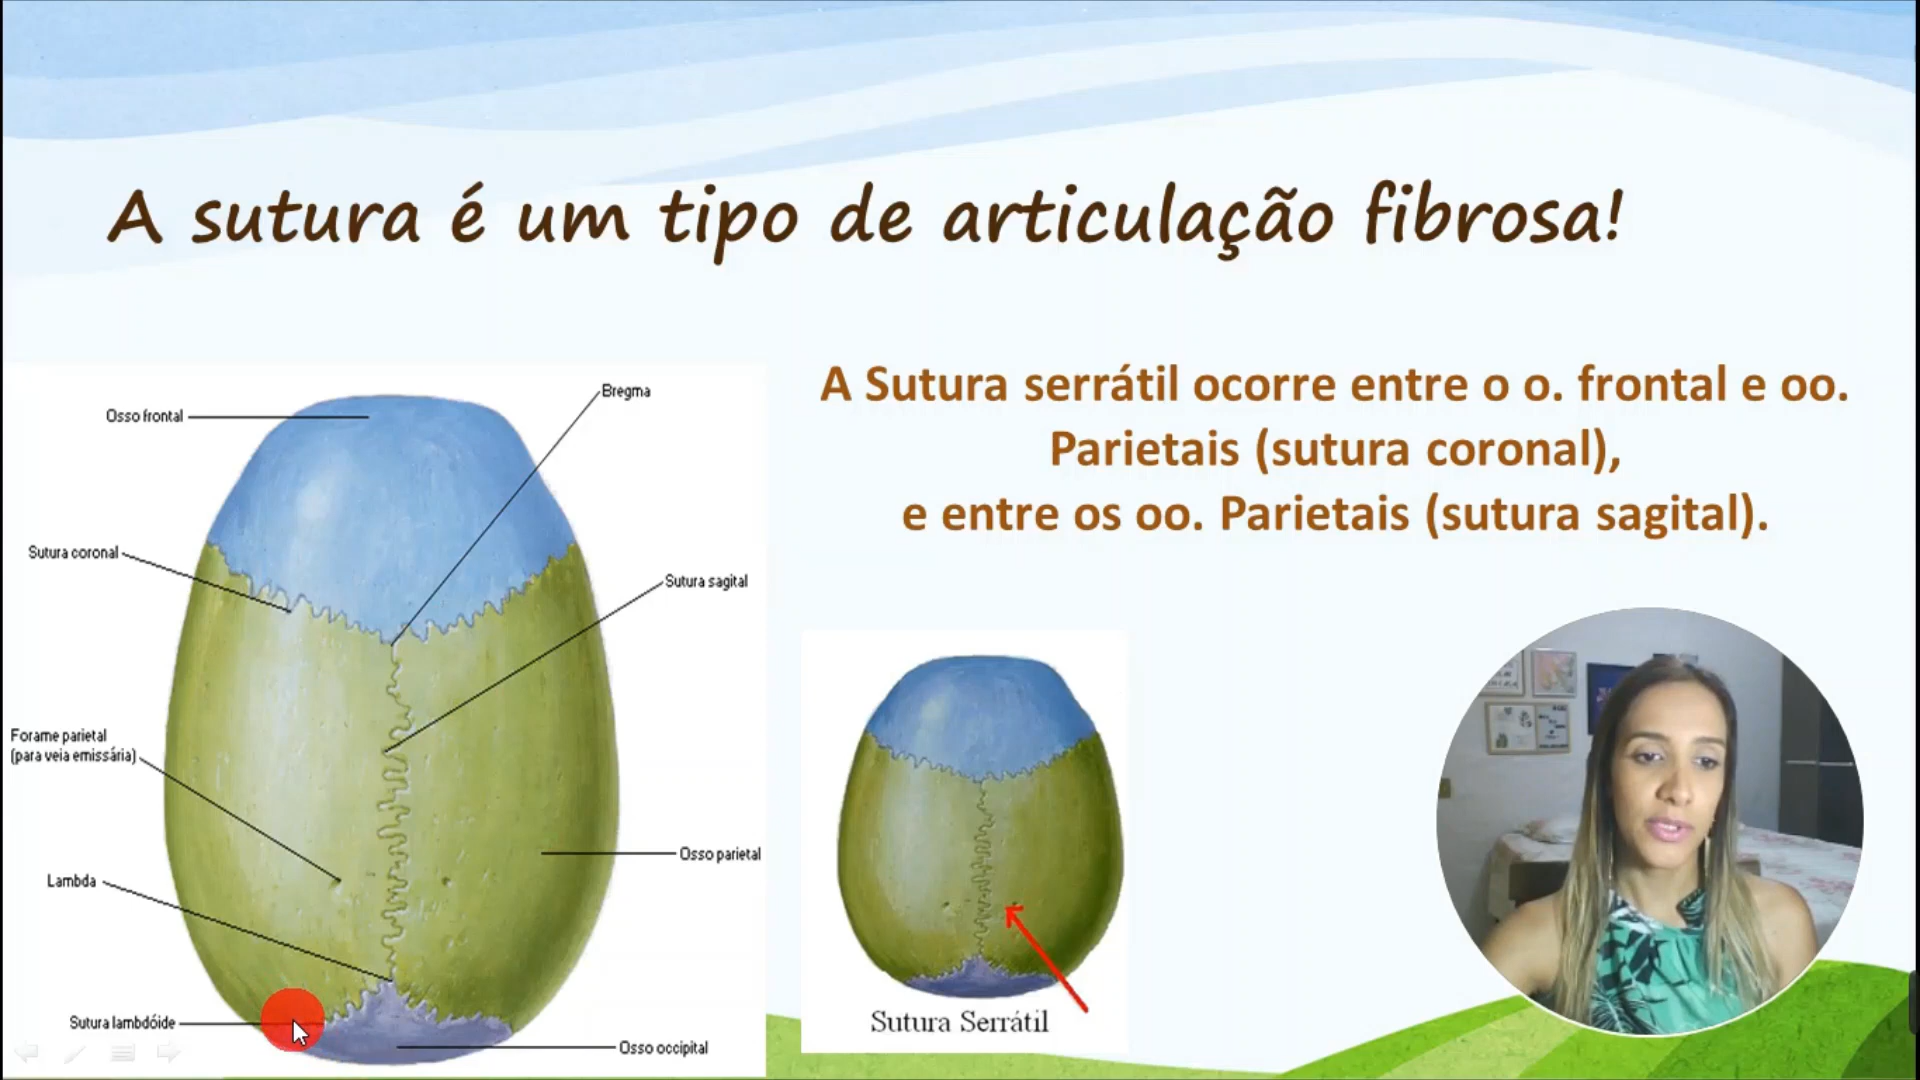 A sutura é um tipo de articulação fibrosa!
A Sutura serrátil ocorre entre o o. frontal e oo.
Parietais (sutura coronal),
e entre os oo. Parietais (sutura sagital).
Osso frontal
Bregma
Sutura coronal
Sutura sagital
Forame parietal
(para veia emissária)
Osso parietal
Lambda
Sutura lambdóide
Osso occipital
Sutura Serrátil